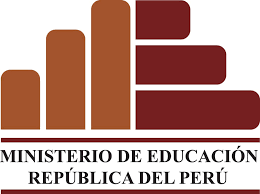 MINISTERIO DE EDUCACIÓN
REPÚBLICA DEL PERÚ